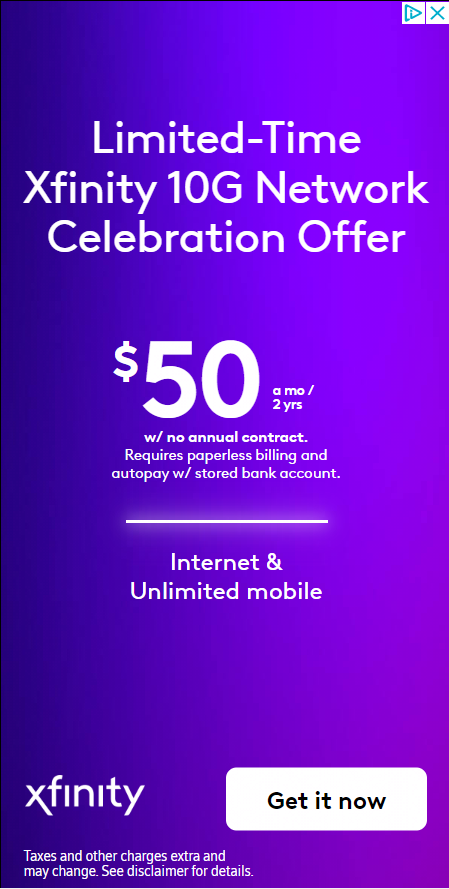 Limited-Time
Xfinity 10G Network
Celebration Offer
$50 a mo /
2 yrs
w/ no annual contract.
Requires paperless billing and
autopay w/ stored bank account.
Internet &
Unlimited mobile
xfinity
Get it now
Taxes and other charges extra and
may change. See disclaimer for details.